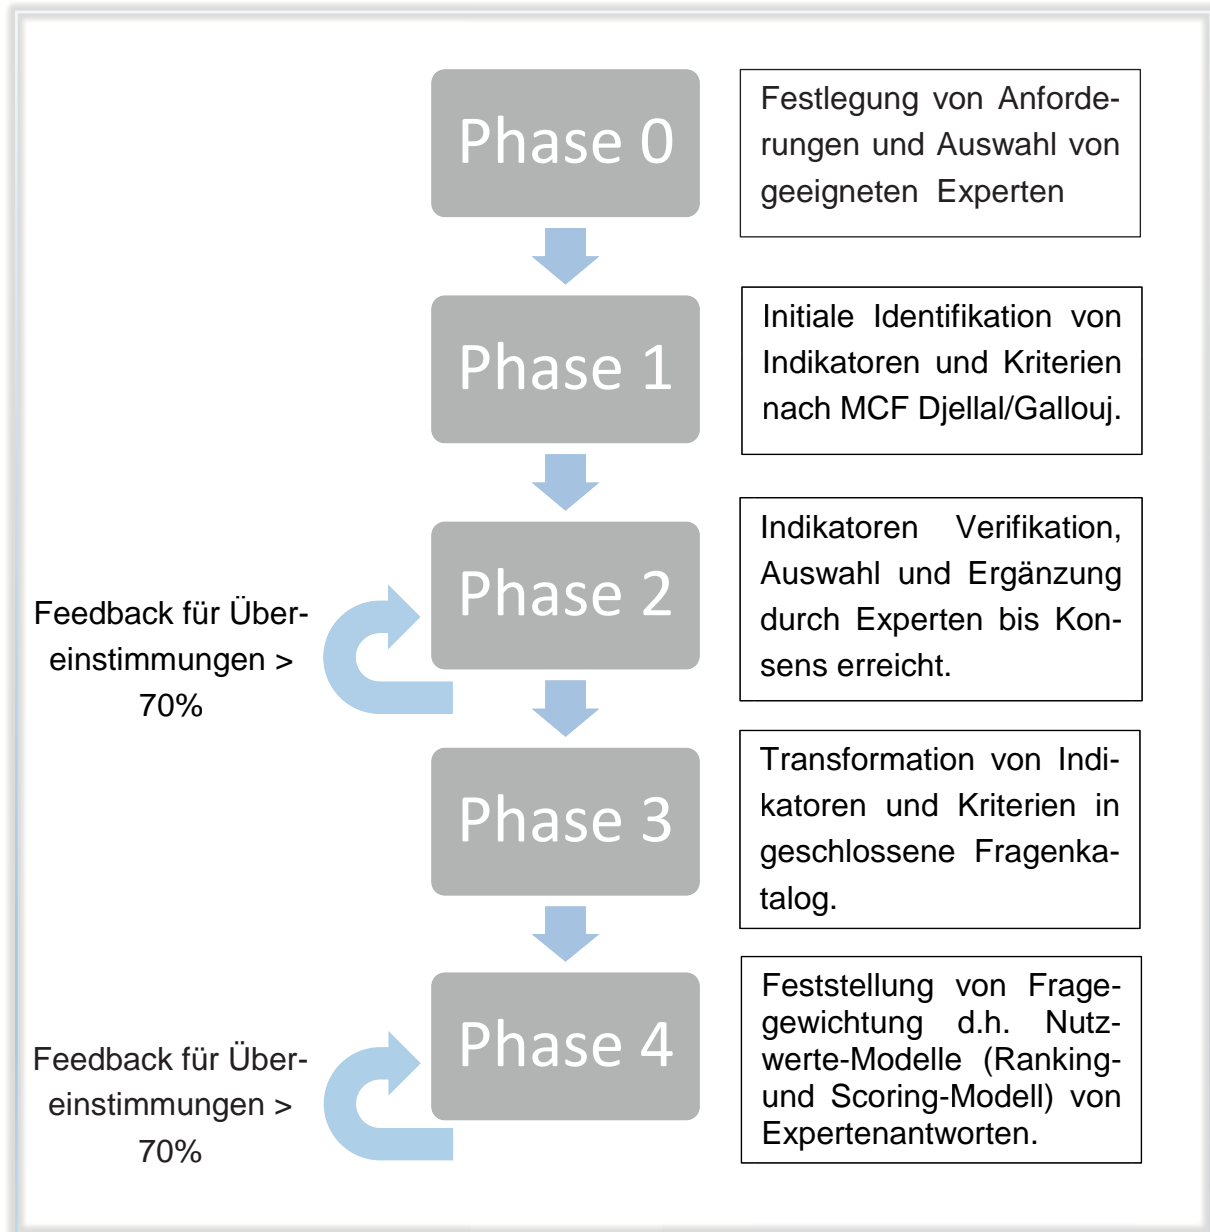 Phase 0
Festlegung von Anforde-
rungen und Auswahl von
geeigneten Experten
Phase 1
Initiale Identifikation von
Indikatoren und Kriterien
nach MCF Djellal/Gallouj.
Phase 2
Indikatoren Verifikation,
Auswahl und Ergänzung
durch Experten bis Kon-
sens erreicht.
Feedback für Über-
einstimmungen >
70%
Phase 3
Transformation von Indi-
katoren und Kriterien in
geschlossene Fragenka-
talog.
Phase 4
Feststellung von Frage-
gewichtung d.h. Nutz-
werte-Modelle (Ranking-
und Scoring-Modell) von
Expertenantworten.
Feedback für Über-
einstimmungen >
70%